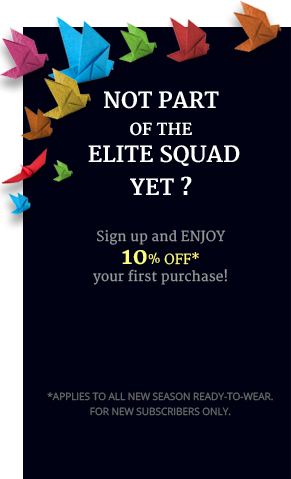 NOT PART
OF THE
ELITE SQUAD
YET ?
Sign up and ENJOY
10% OFF*
your first purchase!
*APPLIES TO ALL NEW SEASON READY-TO-WEAR.
FOR NEW SUBSCRIBERS ONLY.